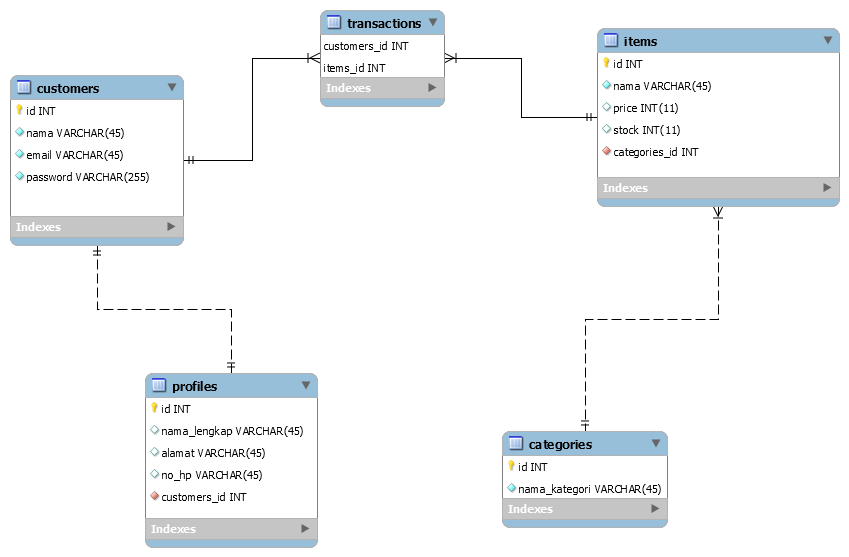 transactions
customers_id INT
items_id INT
Indexes
items
id INT
nama VARCHAR(45)
price INT(11)
stock INT(11)
categories_id INT
Indexes
customers
id INT
nama VARCHAR(45)
email VARCHAR(45)
password VARCHAR(255)
Indexes
profiles
id INT
nama_lengkap VARCHAR(45)
alamat VARCHAR(45)
no_hp VARCHAR(45)
customers_id INT
Indexes
categories
id INT
nama_kategori VARCHAR(45)
Indexes